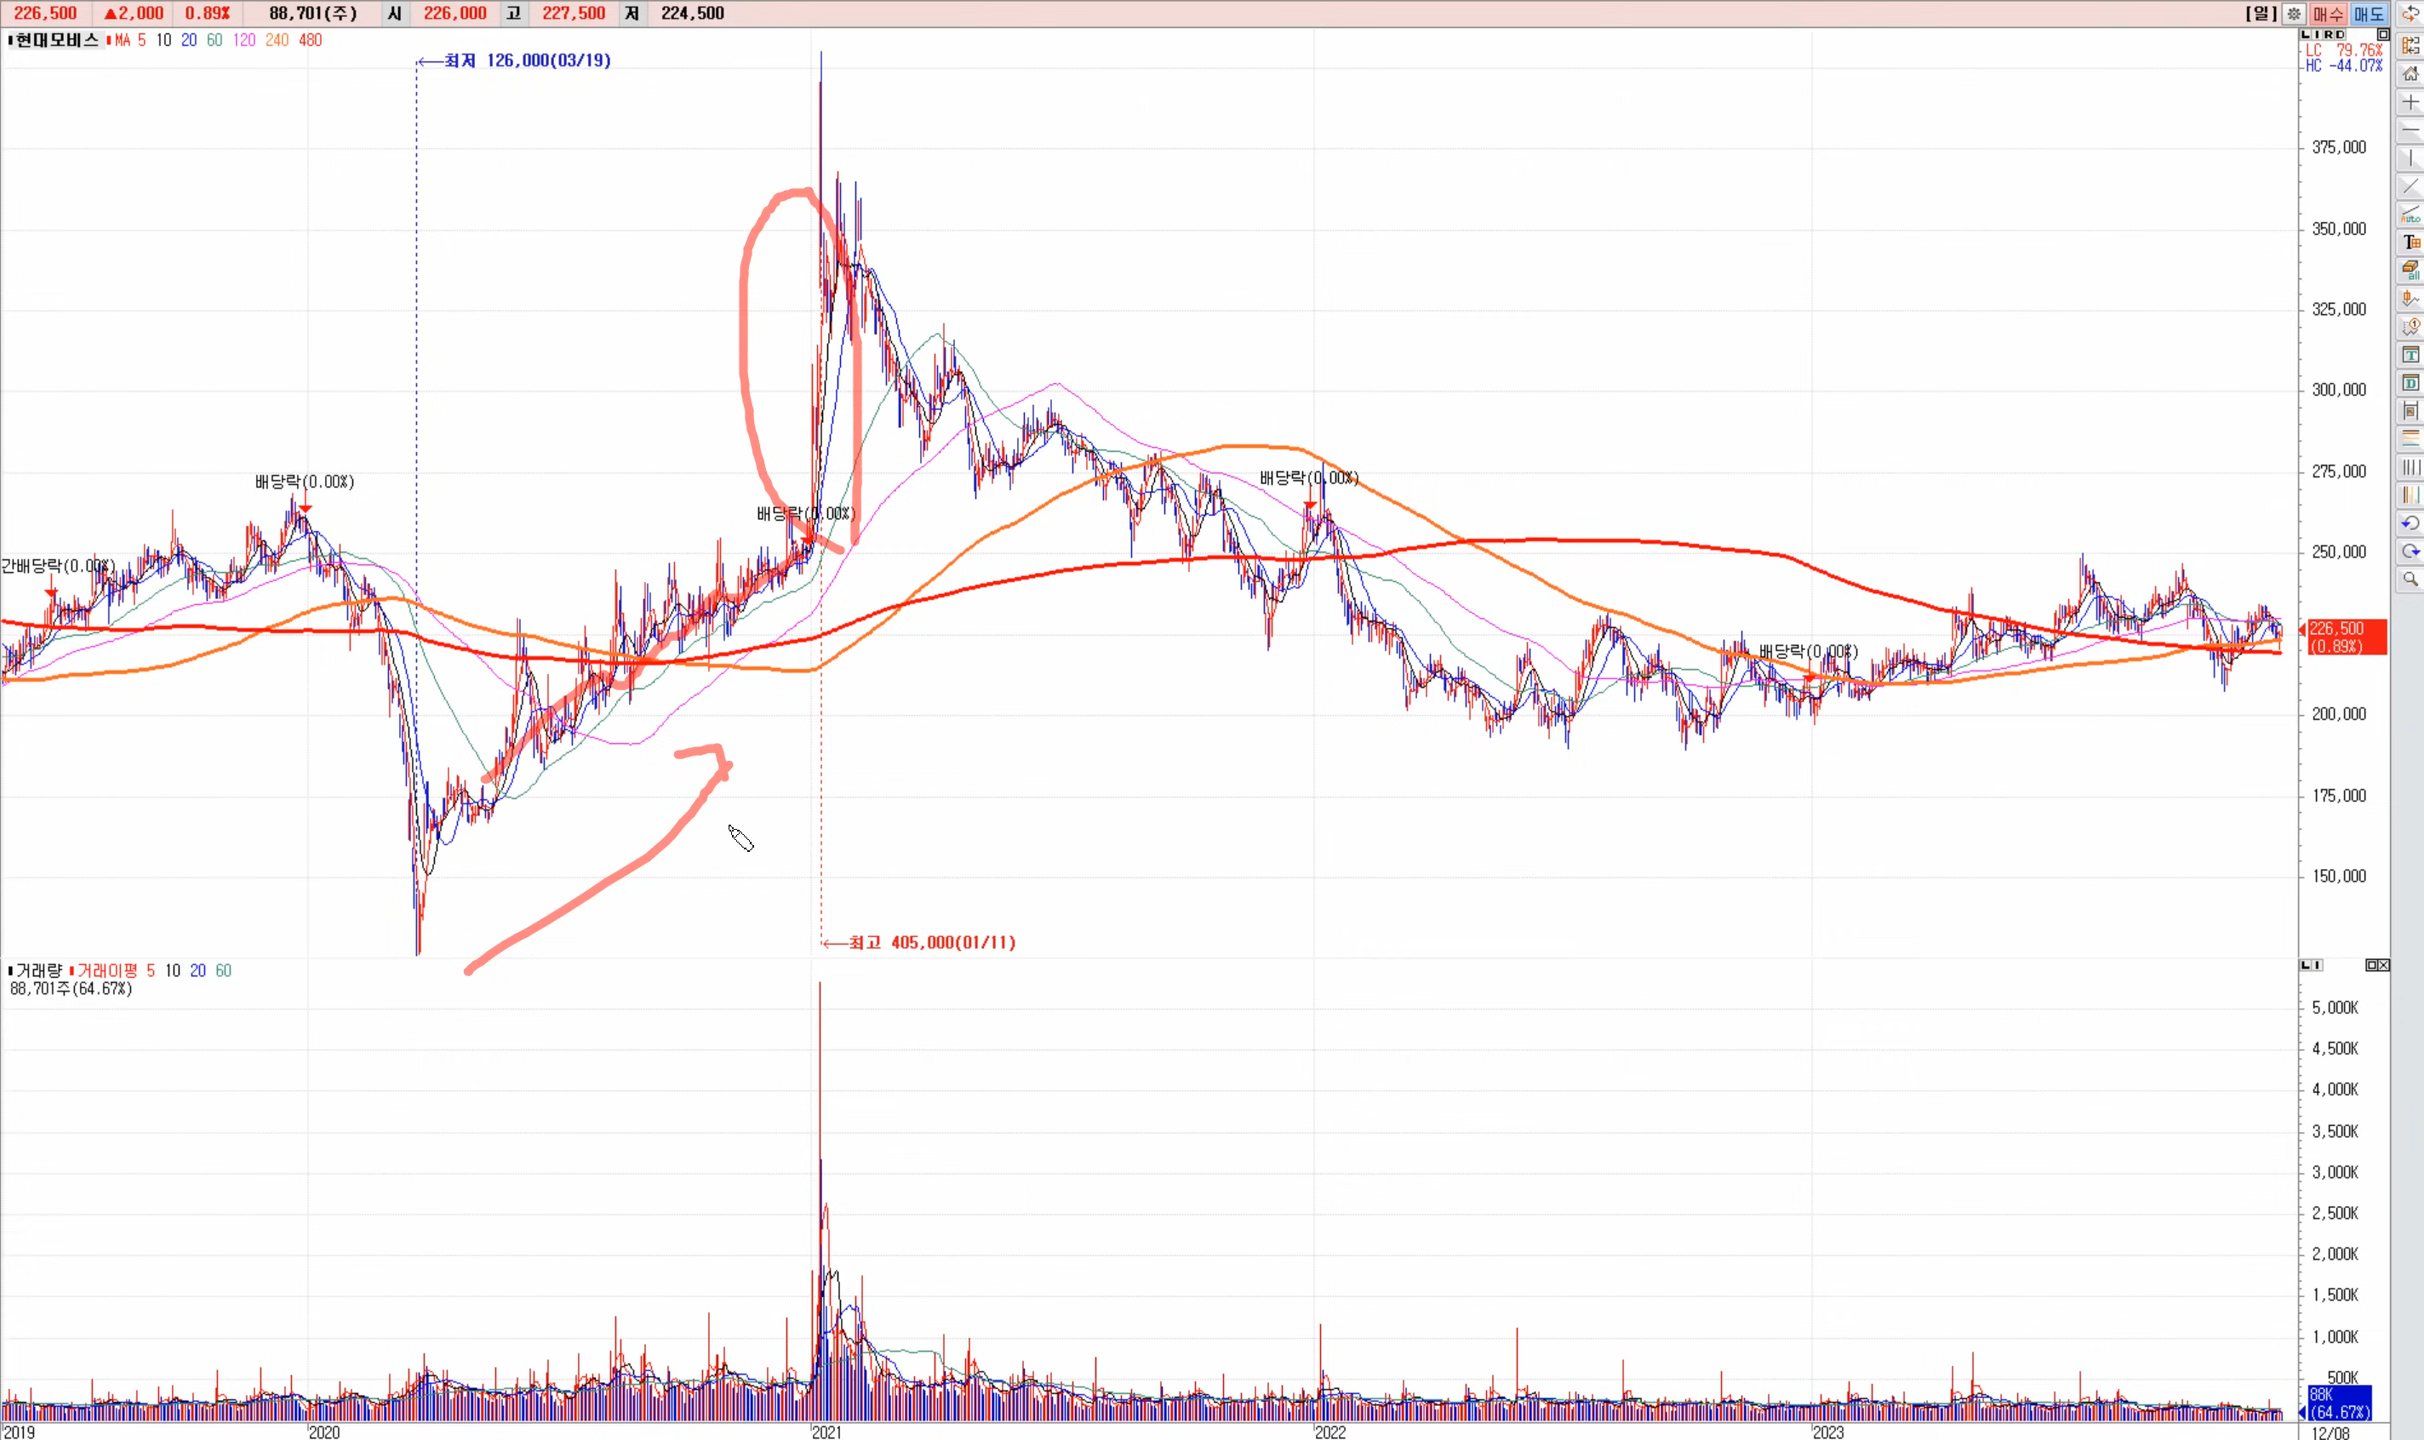 226,500 ▲2,000 0.89% 88,701(주) 시 226,000 고 227,500 저 224,500 [일] 매수 매도
현대모비스 MA 5 10 20 60 120 240 480
L I R D
LC 79.76%
HC -44.07%
←최저 126,000(03/19)
375,000
350,000
325,000
300,000
275,000
250,000
226,500
(0.89%)
200,000
175,000
150,000
배당락(0.00%)
배당락(0.00%)
배당락(0.00%)
간배당락(0.00%)
배당락(0.00%)
←최고 405,000(01/11)
거래량 거래이평 5 10 20 60
L I
88,701주(64.67%)
5,000K
4,500K
4,000K
3,500K
3,000K
2,500K
2,000K
1,500K
1,000K
500K
88K
(64.67%)
2019 2020 2021 2022 2023 12/08
auto
T
all
T
D